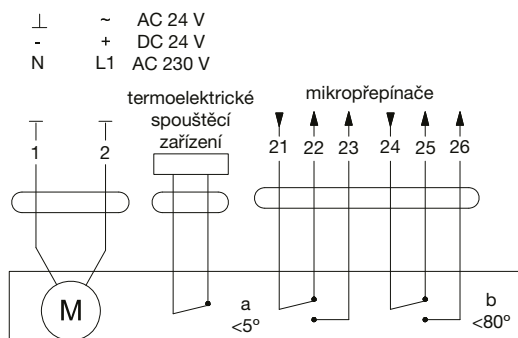 ⊥ ~ AC 24 V
- + DC 24 V
N L1 AC 230 V
termoelektrické
spouštěcí
zařízení
mikropřepínače
1 2
21 22 23 24 25 26
M
a
<5°
b
<80°